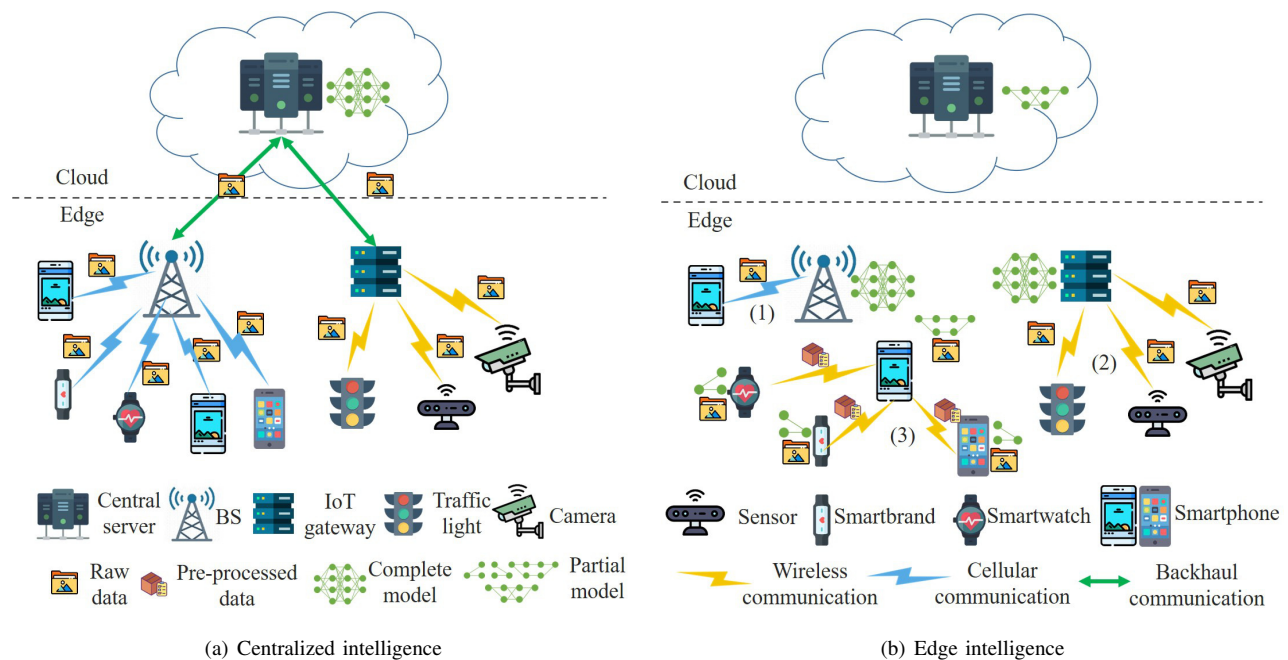 Cloud
Edge
Cloud
Edge
(1)
(2)
(3)
Central
server
BS
IoT
gateway
Traffic
light
Camera
Sensor
Smartbrand
Smartwatch
Smartphone
Raw
data
Pre-processed
data
Complete
model
Partial
model
Wireless
communication
Cellular
communication
Backhaul
communication
(a) Centralized intelligence
(b) Edge intelligence